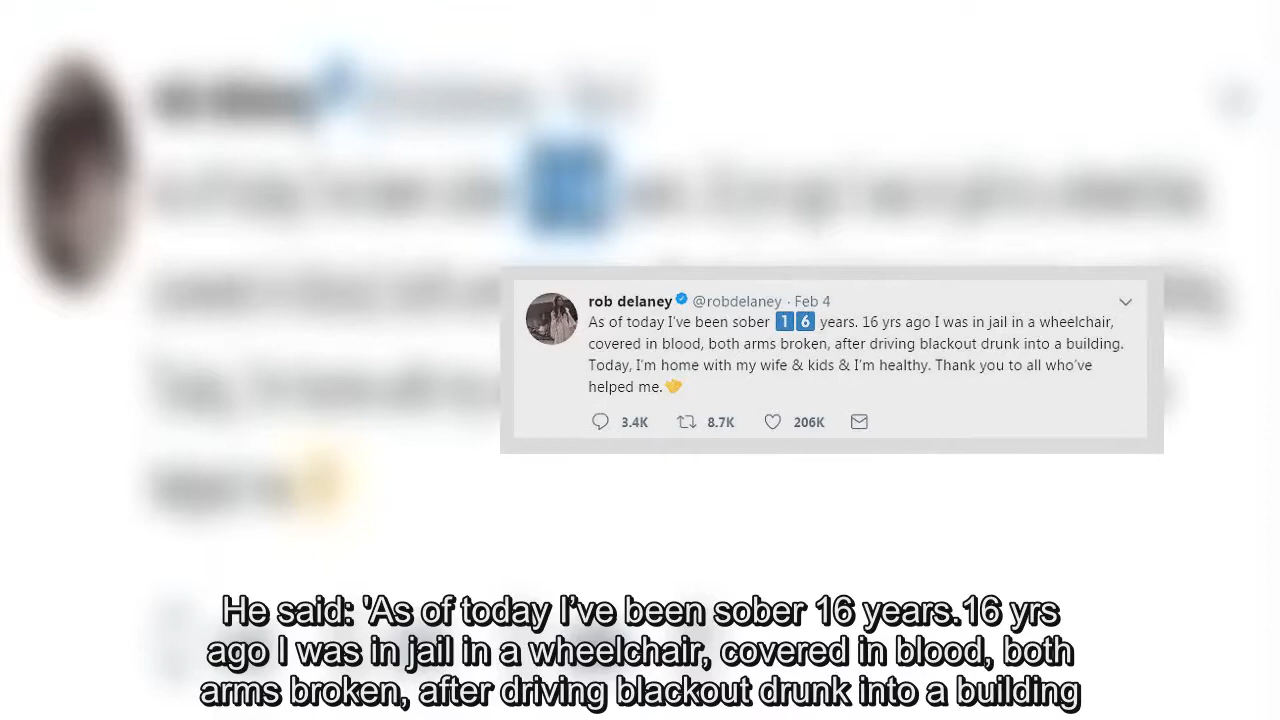 rob delaney @robdelaney · Feb 4
As of today I've been sober 16 years. 16 yrs ago I was in jail in a wheelchair,
covered in blood, both arms broken, after driving blackout drunk into a building.
Today, I'm home with my wife & kids & I'm healthy. Thank you to all who've
helped me.
3.4K 8.7K 206K
He said: 'As of today I've been sober 16 years.16 yrs
ago I was in jail in a wheelchair, covered in blood, both
arms broken, after driving blackout drunk into a building